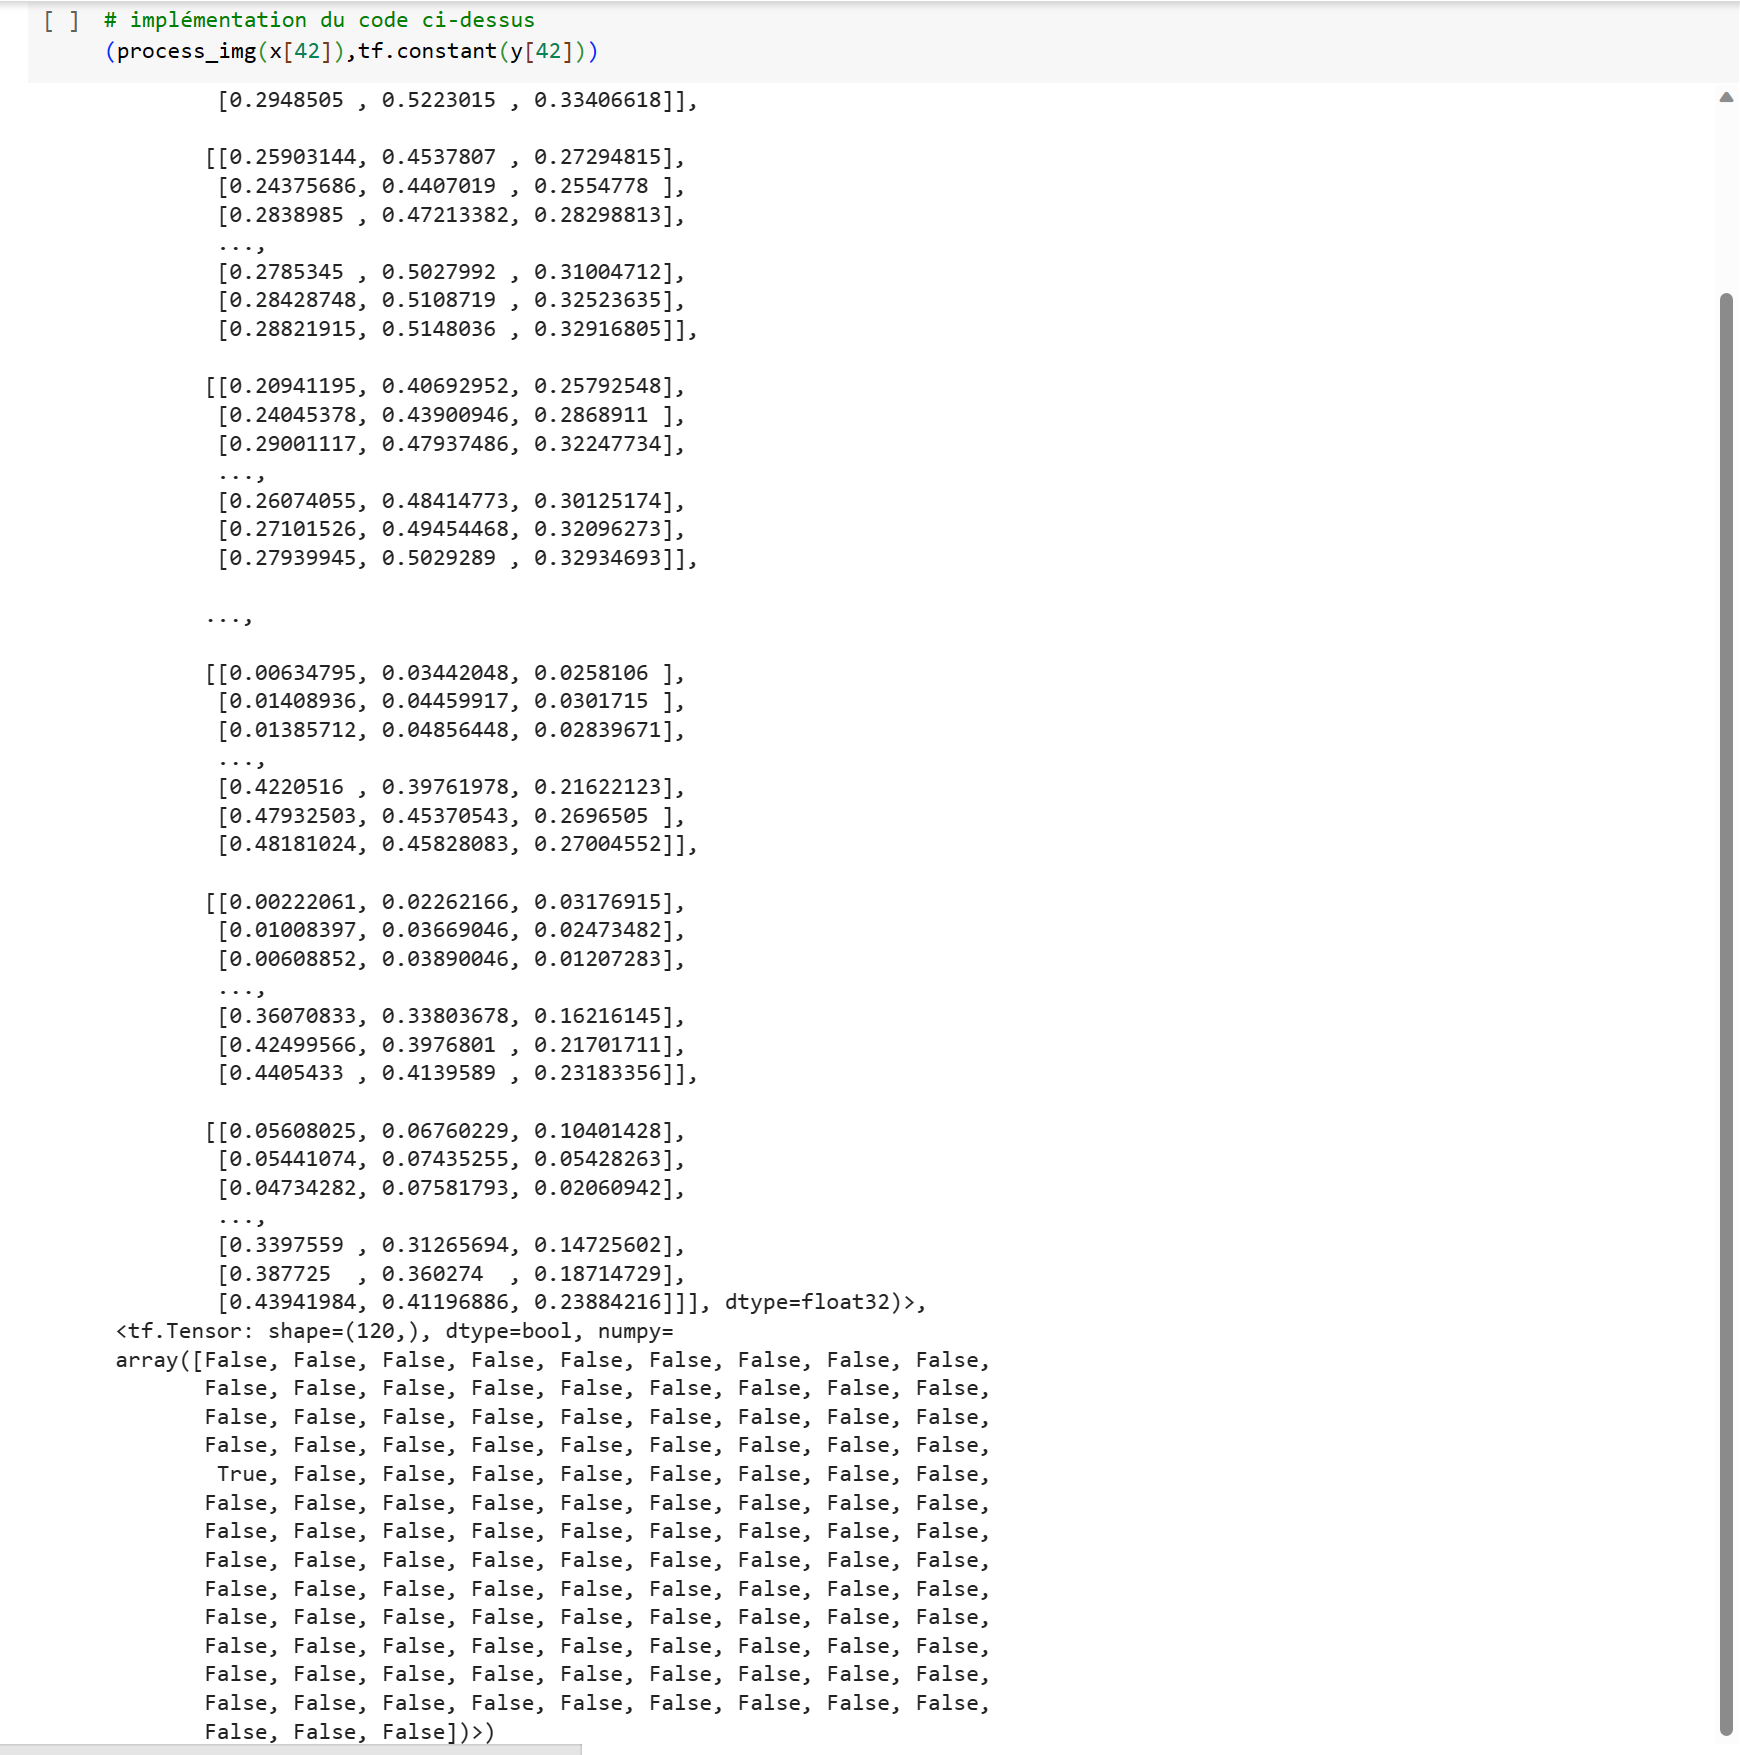 [ ] # implémentation du code ci-dessus
(process_img(x[42]),tf.constant(y[42]))
[0.2948505 , 0.5223015 , 0.33406618]],
[[0.25903144, 0.4537807 , 0.27294815],
[0.24375686, 0.4407019 , 0.2554778 ],
[0.2838985 , 0.47213382, 0.28298813],
...,
[0.2785345 , 0.5027992 , 0.31004712],
[0.28428748, 0.5108719 , 0.32523635],
[0.28821915, 0.5148036 , 0.32916805]],
[[0.20941195, 0.40692952, 0.25792548],
[0.24045378, 0.43900946, 0.2868911 ],
[0.29001117, 0.47937486, 0.32247734],
...,
[0.26074055, 0.48414773, 0.30125174],
[0.27101526, 0.49454468, 0.32096273],
[0.27939945, 0.5029289 , 0.32934693]],
...,
[[0.00634795, 0.03442048, 0.0258106 ],
[0.01408936, 0.04459917, 0.0301715 ],
[0.01385712, 0.04856448, 0.02839671],
...,
[0.4220516 , 0.39761978, 0.21622123],
[0.47932503, 0.45370543, 0.2696505 ],
[0.48181024, 0.45828083, 0.27004552]],
[[0.00222061, 0.02262166, 0.03176915],
[0.01008397, 0.03669046, 0.02473482],
[0.00608852, 0.03890046, 0.01207283],
...,
[0.36070833, 0.33803678, 0.16216145],
[0.42499566, 0.3976801 , 0.21701711],
[0.4405433 , 0.4139589 , 0.23183356]],
[[0.05608025, 0.06760229, 0.10401428],
[0.05441074, 0.07435255, 0.05428263],
[0.04734282, 0.07581793, 0.02060942],
...,
[0.3397559 , 0.31265694, 0.14725602],
[0.387725  , 0.360274  , 0.18714729],
[0.43941984, 0.41196886, 0.23884216]]], dtype=float32)>,
<tf.Tensor: shape=(120,), dtype=bool, numpy=
array([False, False, False, False, False, False, False, False, False,
False, False, False, False, False, False, False, False, False,
False, False, False, False, False, False, False, False, False,
False, False, False, False, False, False, False, False, False,
True, False, False, False, False, False, False, False, False,
False, False, False, False, False, False, False, False, False,
False, False, False, False, False, False, False, False, False,
False, False, False, False, False, False, False, False, False,
False, False, False, False, False, False, False, False, False,
False, False, False, False, False, False, False, False, False,
False, False, False, False, False, False, False, False, False,
False, False, False, False, False, False, False, False, False,
False, False, False, False, False, False, False, False, False,
False, False, False])>)